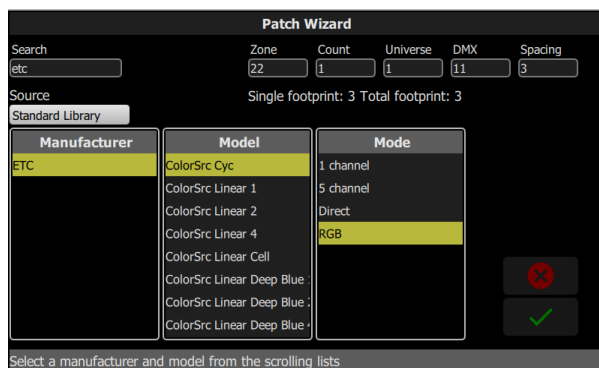 Patch Wizard
Search Zone Count Universe DMX Spacing
etc 22 1 1 11 3
Source Single footprint: 3 Total footprint: 3
Standard Library
Manufacturer Model Mode
ETC ColorSrc Cyc 1 channel
ColorSrc Linear 1 5 channel
ColorSrc Linear 2 Direct
ColorSrc Linear 4 RGB
ColorSrc Linear Cell
ColorSrc Linear Deep Blue
ColorSrc Linear Deep Blue
ColorSrc Linear Deep Blue
Select a manufacturer and model from the scrolling lists